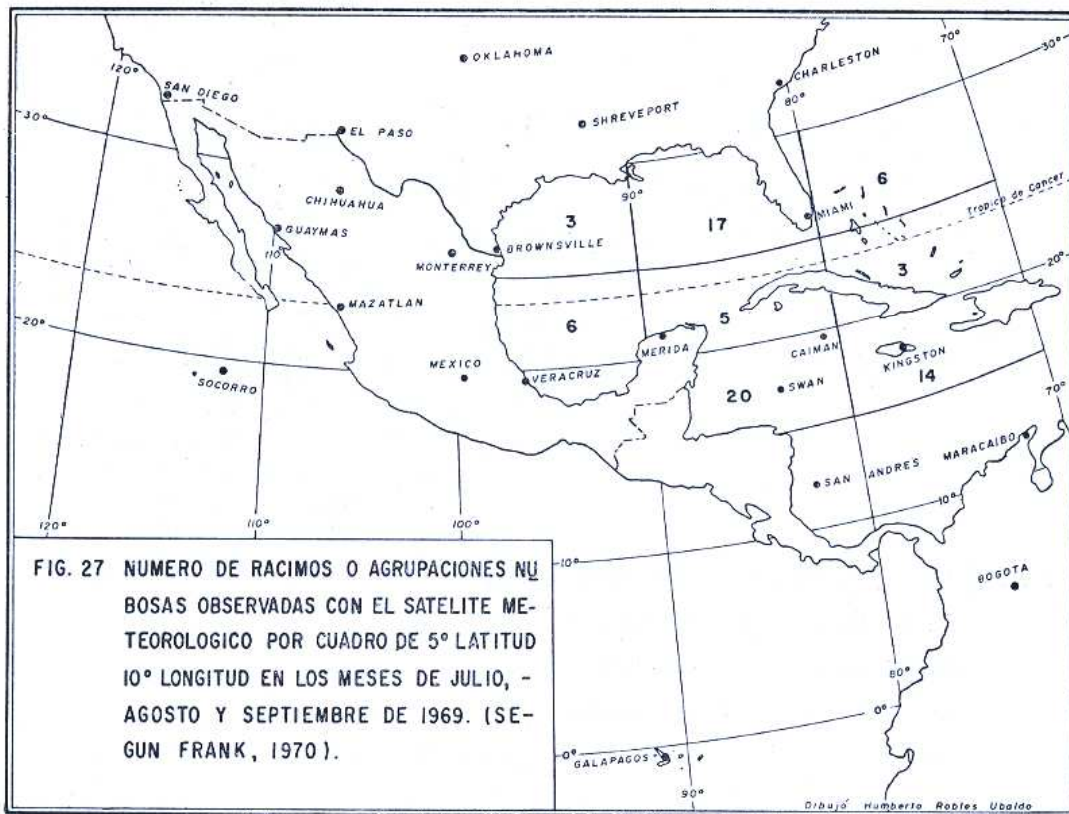 70°
OKLAHOMA
30°
120°
CHARLESTON
80°
SAN DIEGO
30°
EL PASO
SHREVEPORT
90°
6
CHIHUAHUA
3
17
MIAMI
Tropico de Cancer
GUAYMAS
110°
BROWNSVILLE
MONTERREY
3
20°
MAZATLAN
5
20°
6
MERIDA
CAIMAN
KINGSTON
MEXICO
VERACRUZ
SOCORRO
20
SWAN
14
70°
SAN ANDRES
MARACAIBO
10°
120°
110°
100°
10°
BOGOTA
80°
0°
0°
GALAPAGOS
90°
FIG. 27 NUMERO DE RACIMOS O AGRUPACIONES NU
BOSAS OBSERVADAS CON EL SATELITE ME-
TEOROLOGICO POR CUADRO DE 5° LATITUD
10° LONGITUD EN LOS MESES DE JULIO, -
AGOSTO Y SEPTIEMBRE DE 1969. (SE-
GUN FRANK, 1970).
Dibujó Humberto Robles Ubaldo